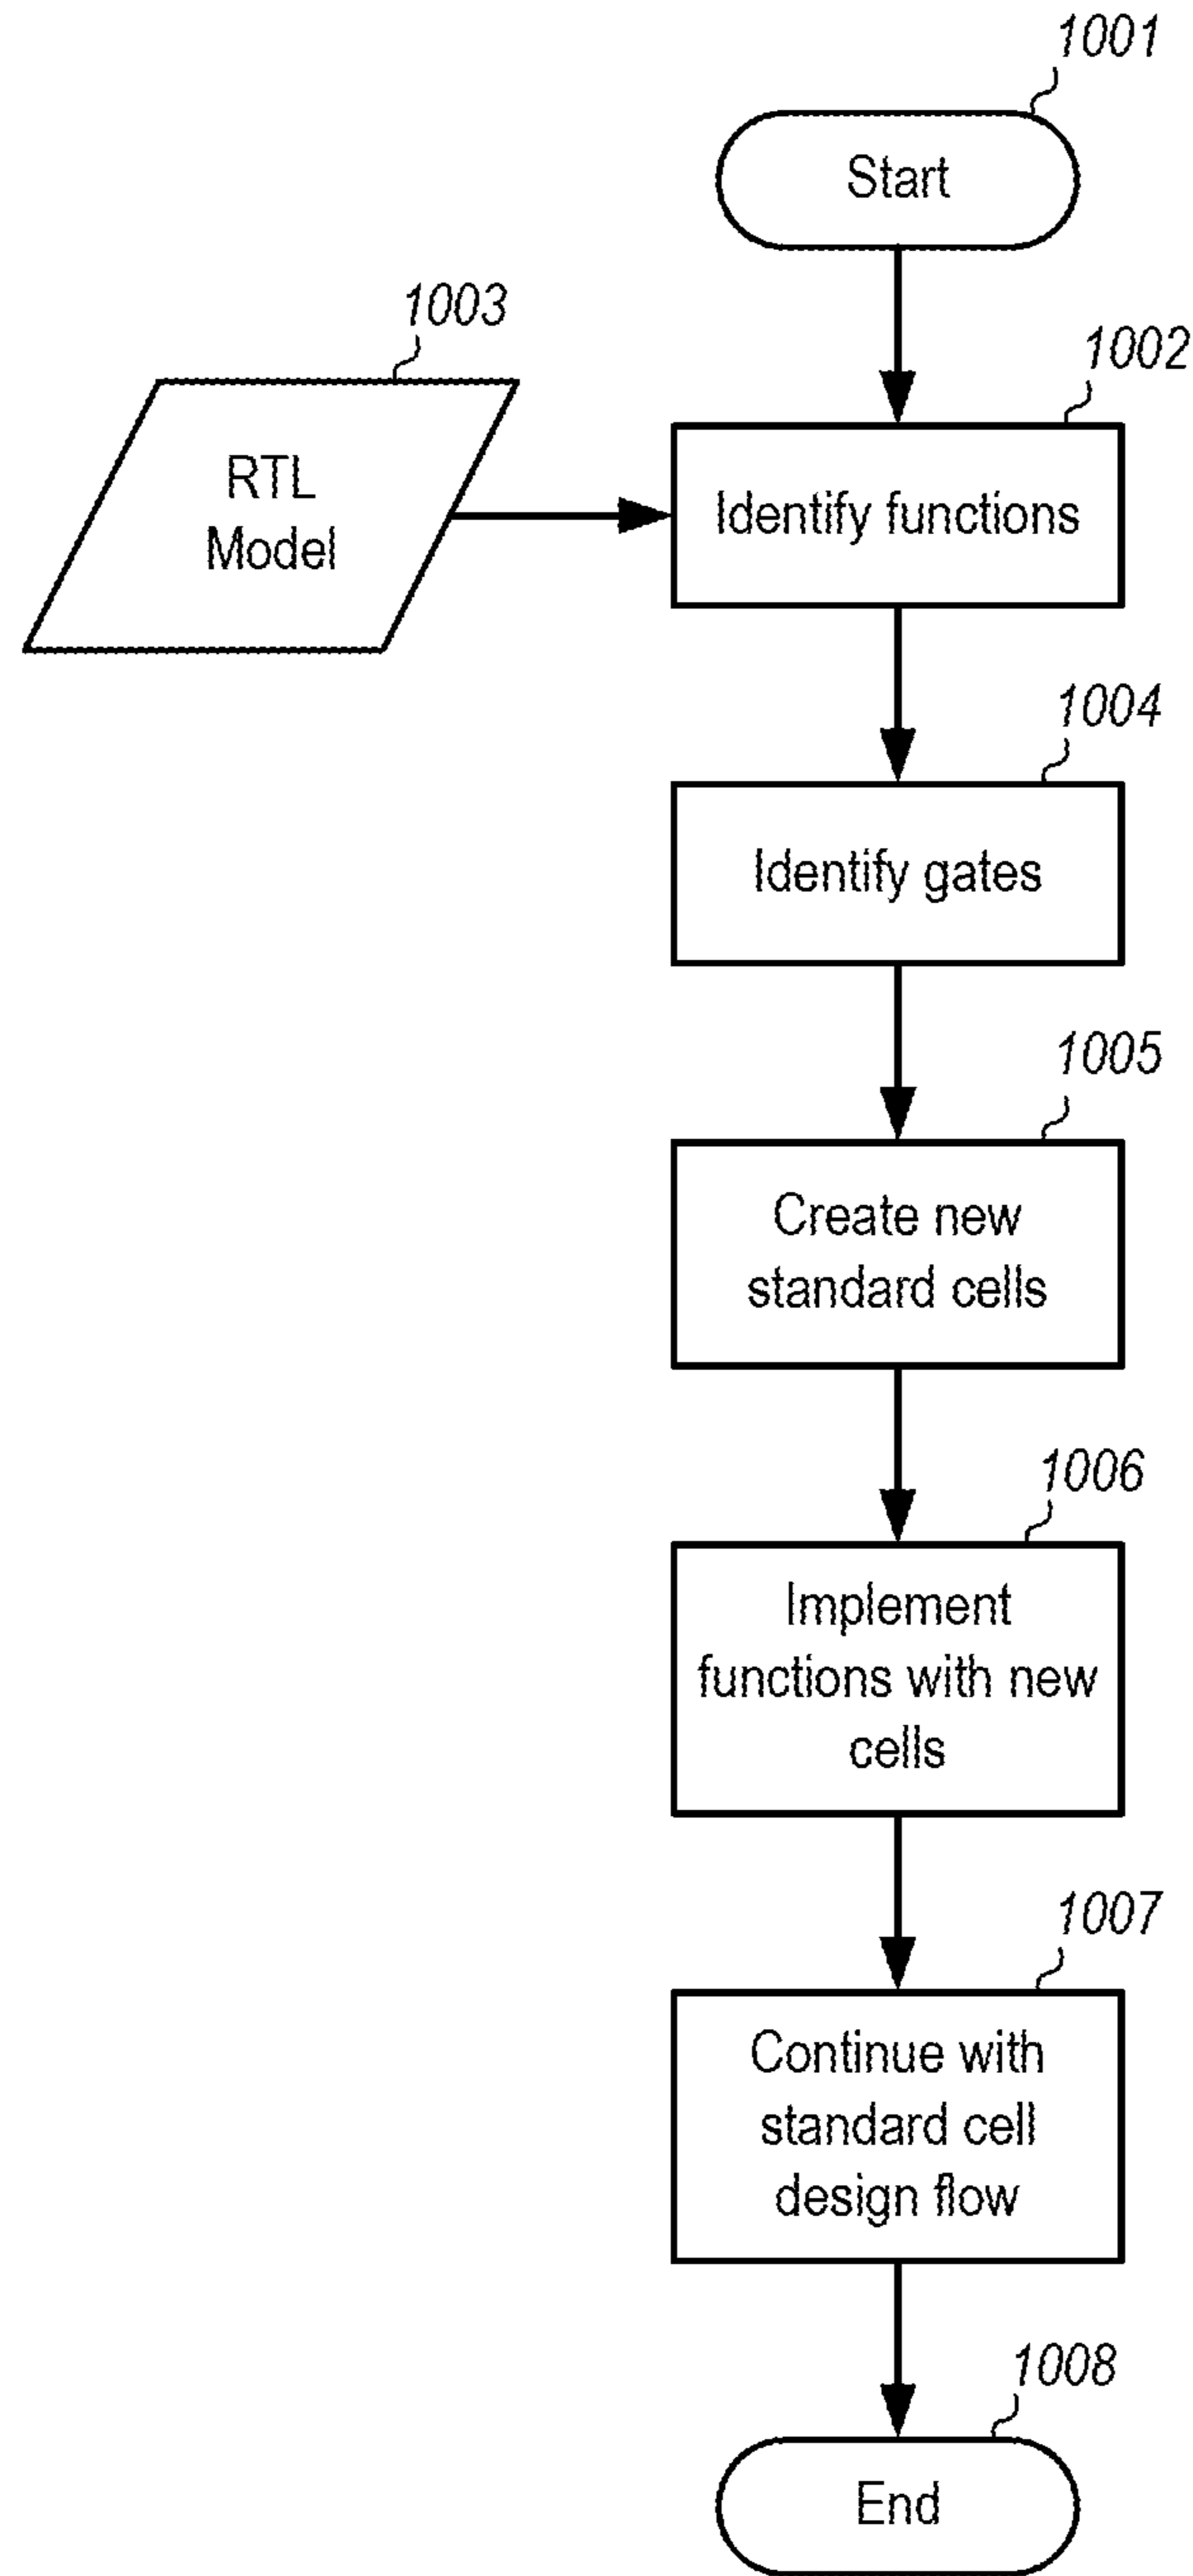 1001
Start
1003
1002
RTL
Model
Identify functions
1004
Identify gates
1005
Create new
standard cells
1006
Implement
functions with new
cells
1007
Continue with
standard cell
design flow
1008
End